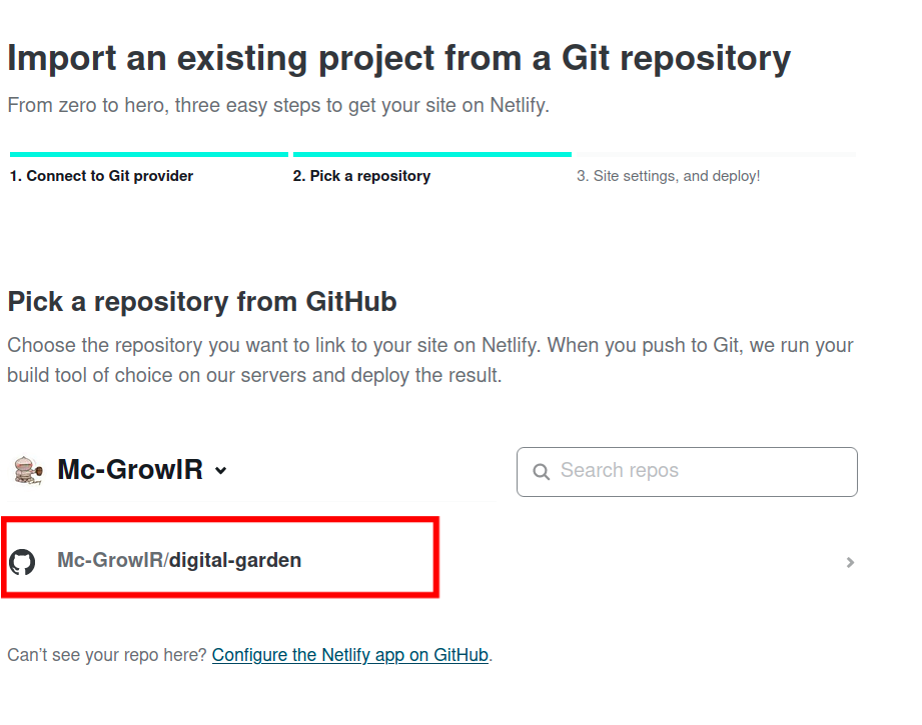 Import an existing project from a Git repository
From zero to hero, three easy steps to get your site on Netlify.
1. Connect to Git provider
2. Pick a repository
3. Site settings, and deploy!
Pick a repository from GitHub
Choose the repository you want to link to your site on Netlify. When you push to Git, we run your
build tool of choice on our servers and deploy the result.
Mc-GrowIR
Search repos
Mc-GrowIR/digital-garden
Can't see your repo here? Configure the Netlify app on GitHub.